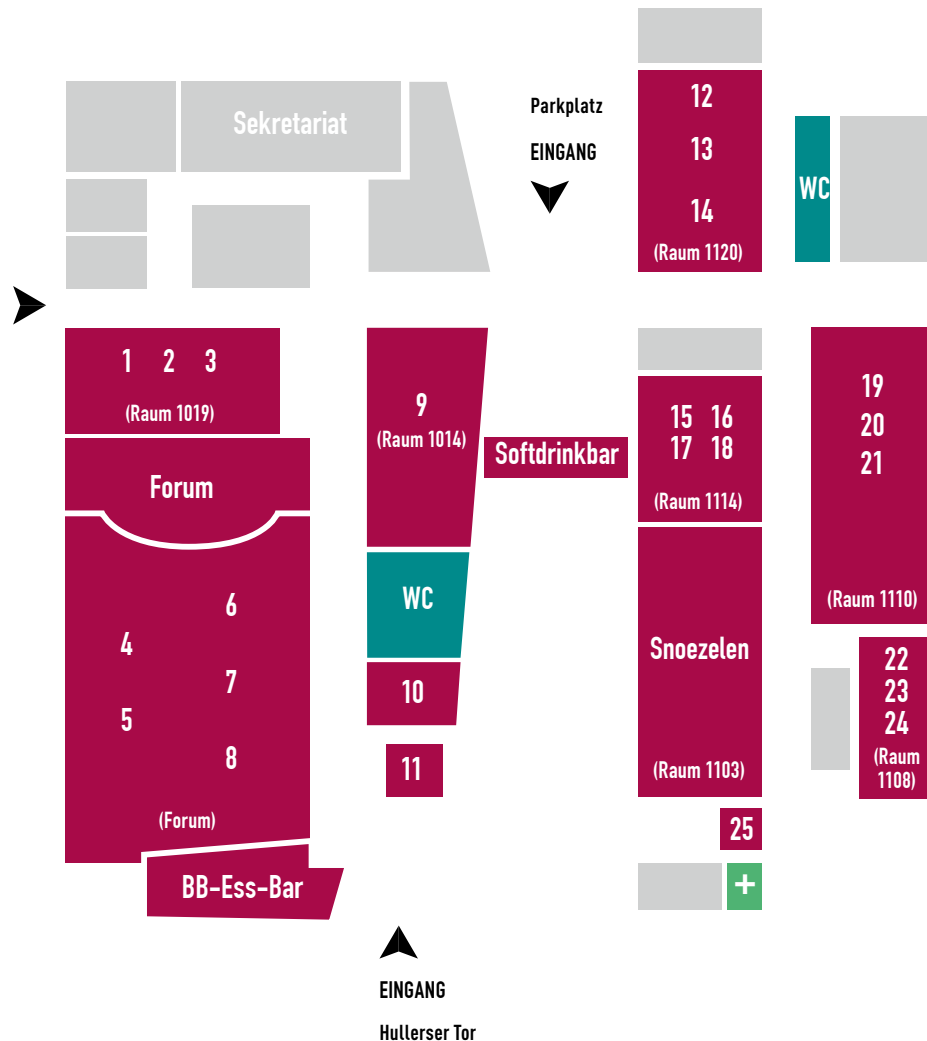 Sekretariat
Parkplatz
EINGANG
12
13
14
(Raum 1120)
WC
1 2 3
(Raum 1019)
Forum
4
5
6
7
8
(Forum)
BB-Ess-Bar
9
(Raum 1014)
WC
10
11
Softdrinkbar
15 16
17 18
(Raum 1114)
Snoezelen
(Raum 1103)
25
+
19
20
21
(Raum 1110)
22
23
24
(Raum
1108)
EINGANG
Hullerser Tor